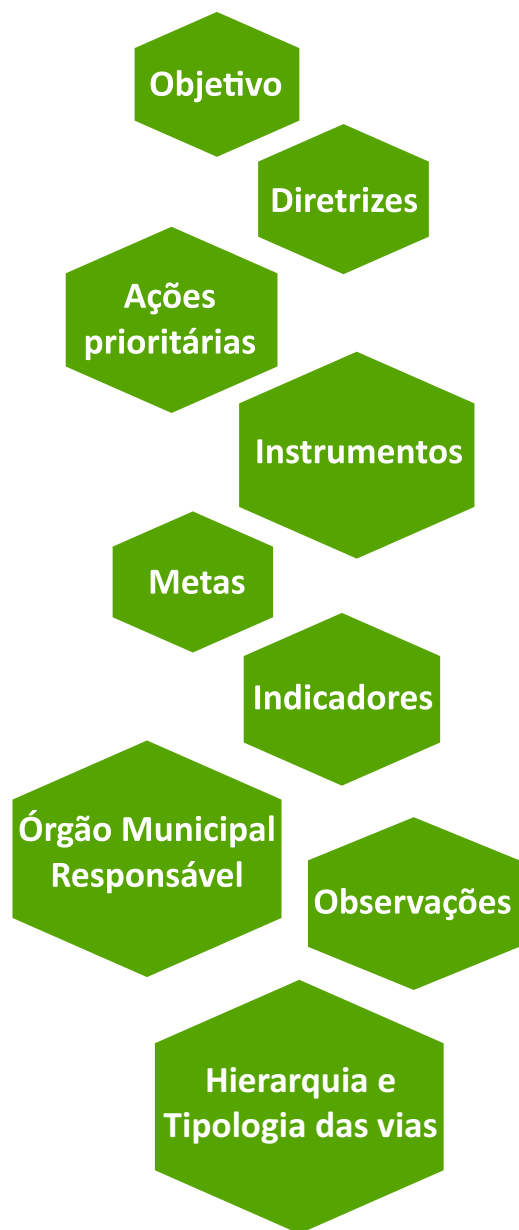 Objetivo
Diretrizes
Ações
prioritárias
Instrumentos
Metas
Indicadores
Órgão Municipal
Responsável
Observações
Hierarquia e
Tipologia das vias